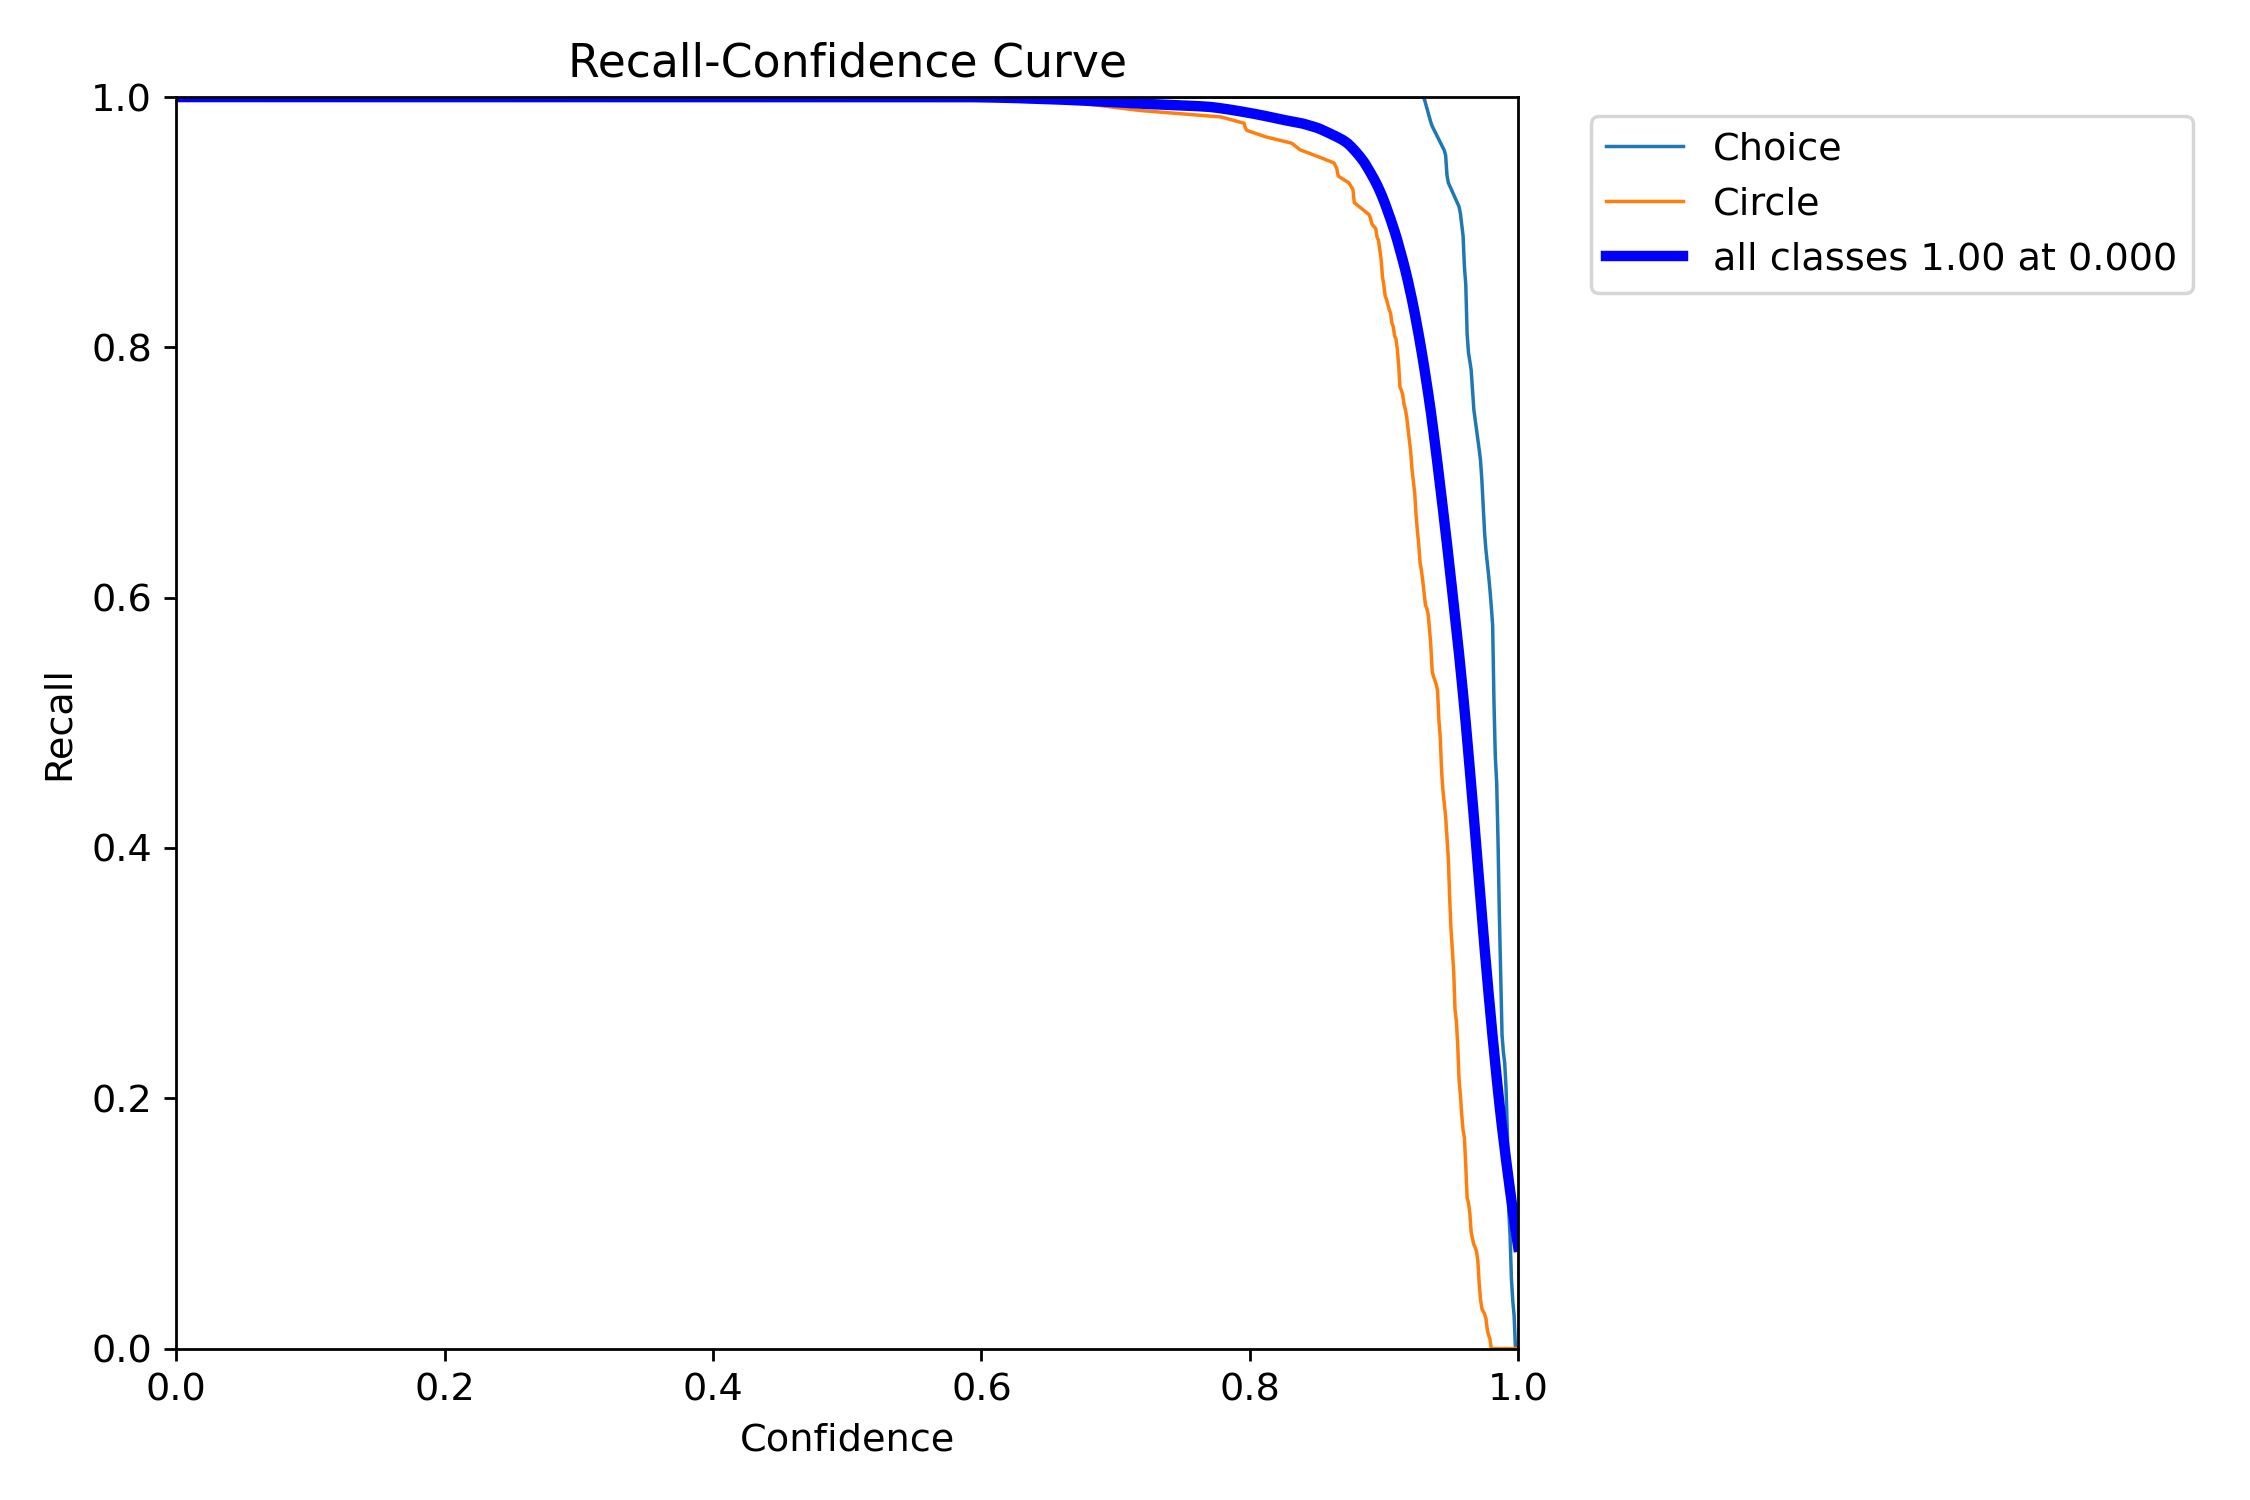 Recall-Confidence Curve
1.0
0.8
0.6
0.4
0.2
0.0
Recall
0.0 0.2 0.4 0.6 0.8 1.0
Confidence
Choice
Circle
all classes 1.00 at 0.000